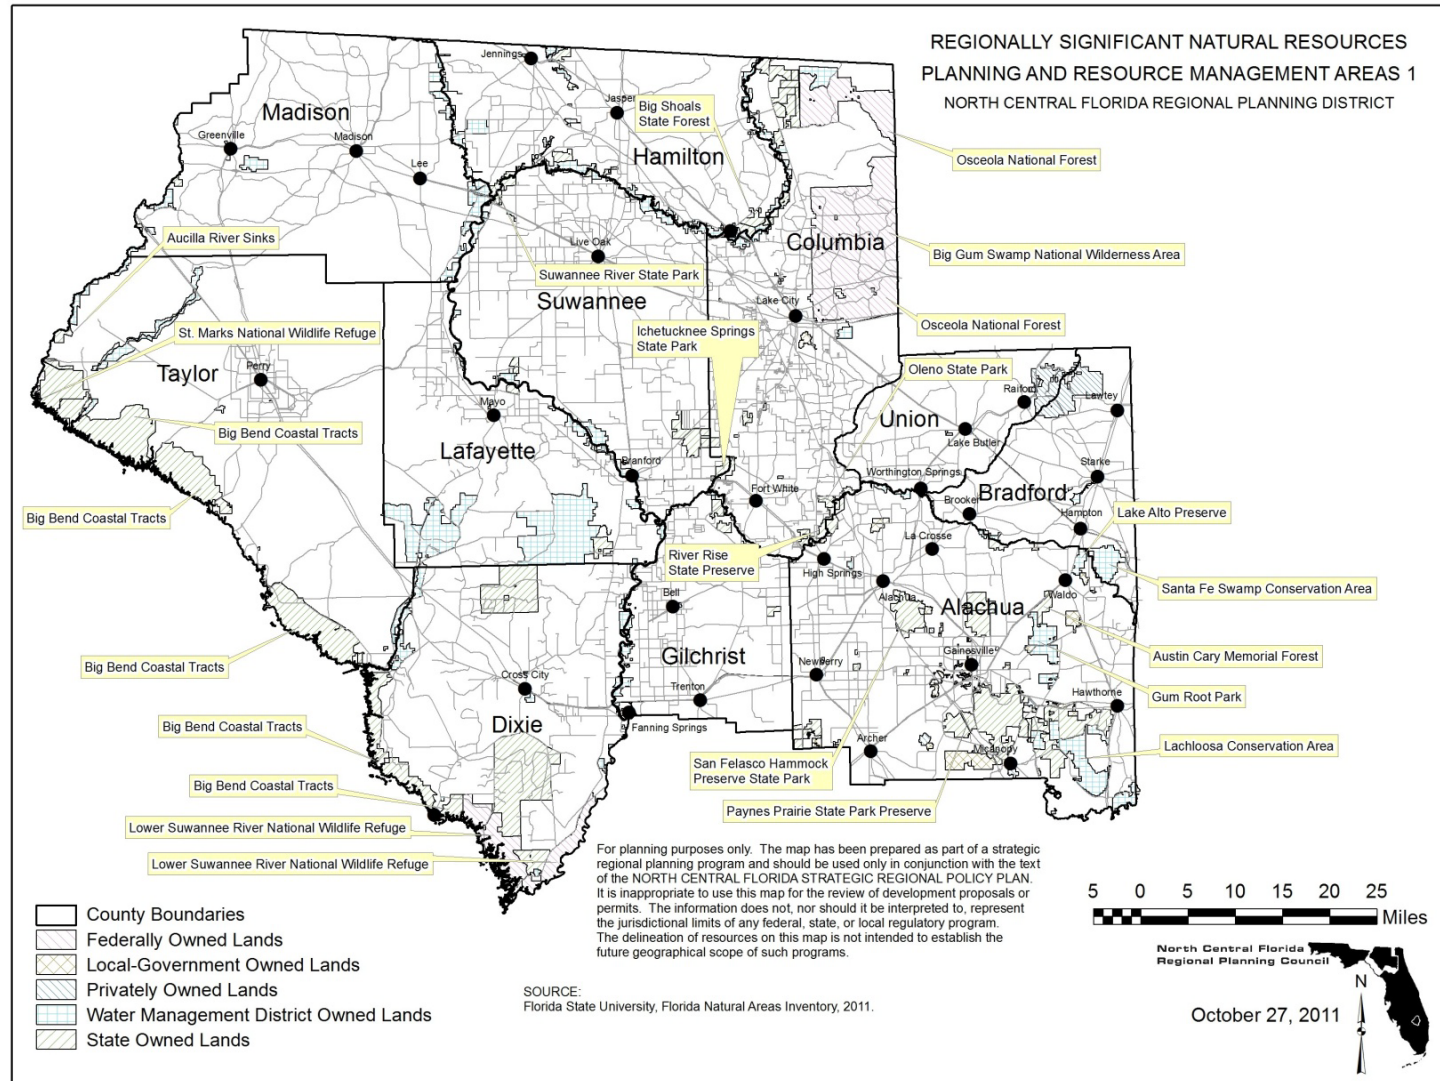 REGIONALLY SIGNIFICANT NATURAL RESOURCES
PLANNING AND RESOURCE MANAGEMENT AREAS 1
NORTH CENTRAL FLORIDA REGIONAL PLANNING DISTRICT
Jennings
Jasper
Big Shoals
State Forest
Madison
Greenville
Madison
Lee
Hamilton
Osceola National Forest
Aucilla River Sinks
Live Oak
Columbia
Big Gum Swamp National Wilderness Area
Suwannee River State Park
Suwannee
Lake City
Osceola National Forest
St. Marks National Wildlife Refuge
Ichetucknee Springs
State Park
Taylor
Perry
Oleno State Park
Raiford
Lawtey
Mayo
Union
Big Bend Coastal Tracts
Lake Butler
Lafayette
Branford
Worthington Springs
Starke
Fort White
Bradford
Brooker
Hampton
Big Bend Coastal Tracts
Lake Alto Preserve
La Crosse
River Rise
State Preserve
High Springs
Alachua
Waldo
Santa Fe Swamp Conservation Area
Bell
Alachua
Gilchrist
Gainesville
Newberry
Austin Cary Memorial Forest
Big Bend Coastal Tracts
Cross City
Trenton
Hawthorne
Gum Root Park
Big Bend Coastal Tracts
Dixie
Fanning Springs
Archer
Micanopy
Lachloosa Conservation Area
San Felasco Hammock
Preserve State Park
Big Bend Coastal Tracts
Paynes Prairie State Park Preserve
Lower Suwannee River National Wildlife Refuge
Lower Suwannee River National Wildlife Refuge
For planning purposes only. The map has been prepared as part of a strategic
regional planning program and should be used only in conjunction with the text
of the NORTH CENTRAL FLORIDA STRATEGIC REGIONAL POLICY PLAN.
It is inappropriate to use this map for the review of development proposals or
permits. The information does not, nor should it be interpreted to, represent
the jurisdictional limits of any federal, state, or local regulatory program.
The delineation of resources on this map is not intended to establish the
future geographical scope of such programs.
5 0 5 10 15 20 25
Miles
County Boundaries
Federally Owned Lands
Local-Government Owned Lands
Privately Owned Lands
Water Management District Owned Lands
State Owned Lands
SOURCE:
Florida State University, Florida Natural Areas Inventory, 2011.
North Central Florida
Regional Planning Council
N
October 27, 2011